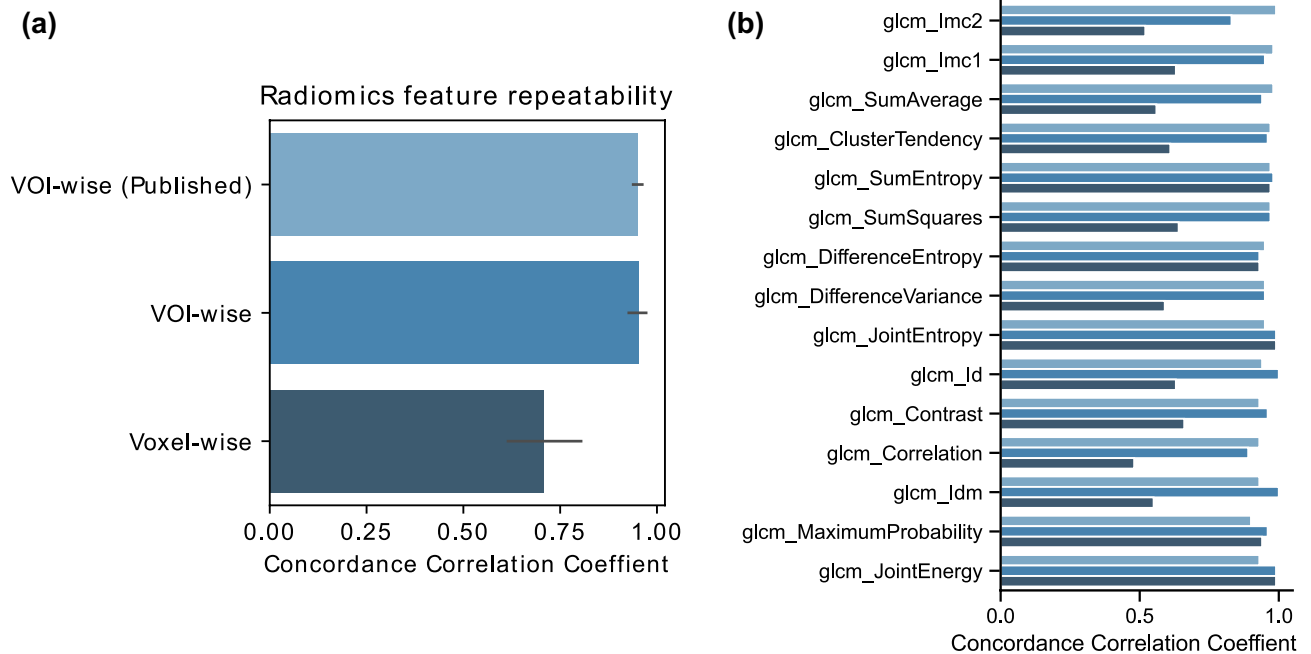 (a)
Radiomics feature repeatability
VOI-wise (Published)
VOI-wise
Voxel-wise
0.00 0.25 0.50 0.75 1.00
Concordance Correlation Coeffient
(b)
glcm_Imc2
glcm_Imc1
glcm_SumAverage
glcm_ClusterTendency
glcm_SumEntropy
glcm_SumSquares
glcm_DifferenceEntropy
glcm_DifferenceVariance
glcm_JointEntropy
glcm_Id
glcm_Contrast
glcm_Correlation
glcm_Idm
glcm_MaximumProbability
glcm_JointEnergy
0.0 0.5 1.0
Concordance Correlation Coeffient